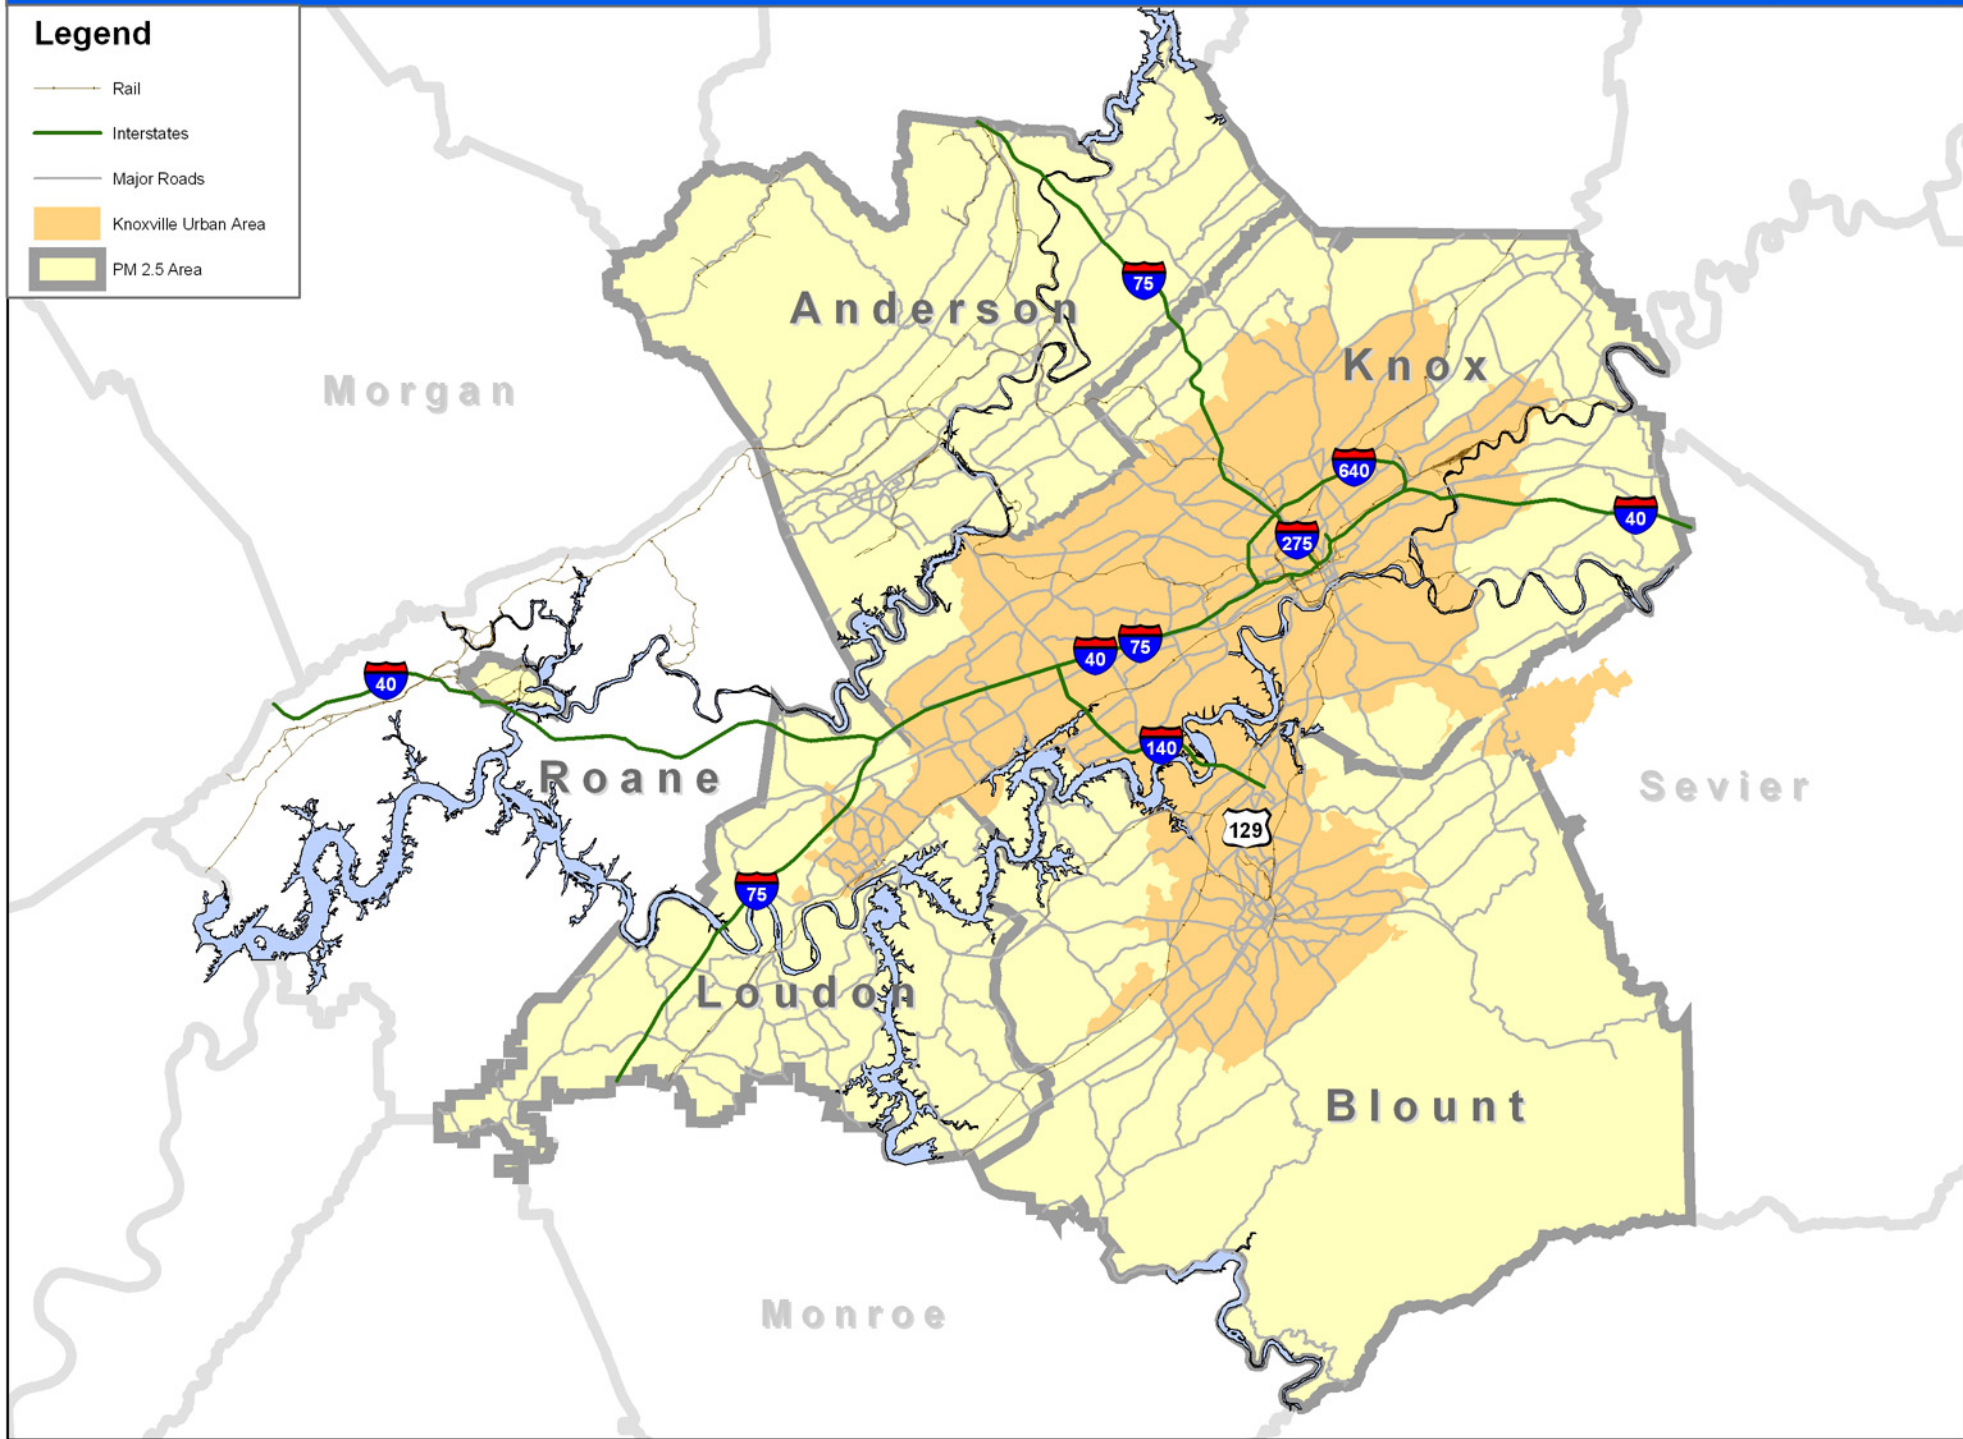 Legend
Rail
Interstates
Major Roads
Knoxville Urban Area
PM 2.5 Area
75
Anderson
Knox
Morgan
640
40
275
40
75
40
140
Roane
Sevier
129
75
Loudon
Blount
Monroe